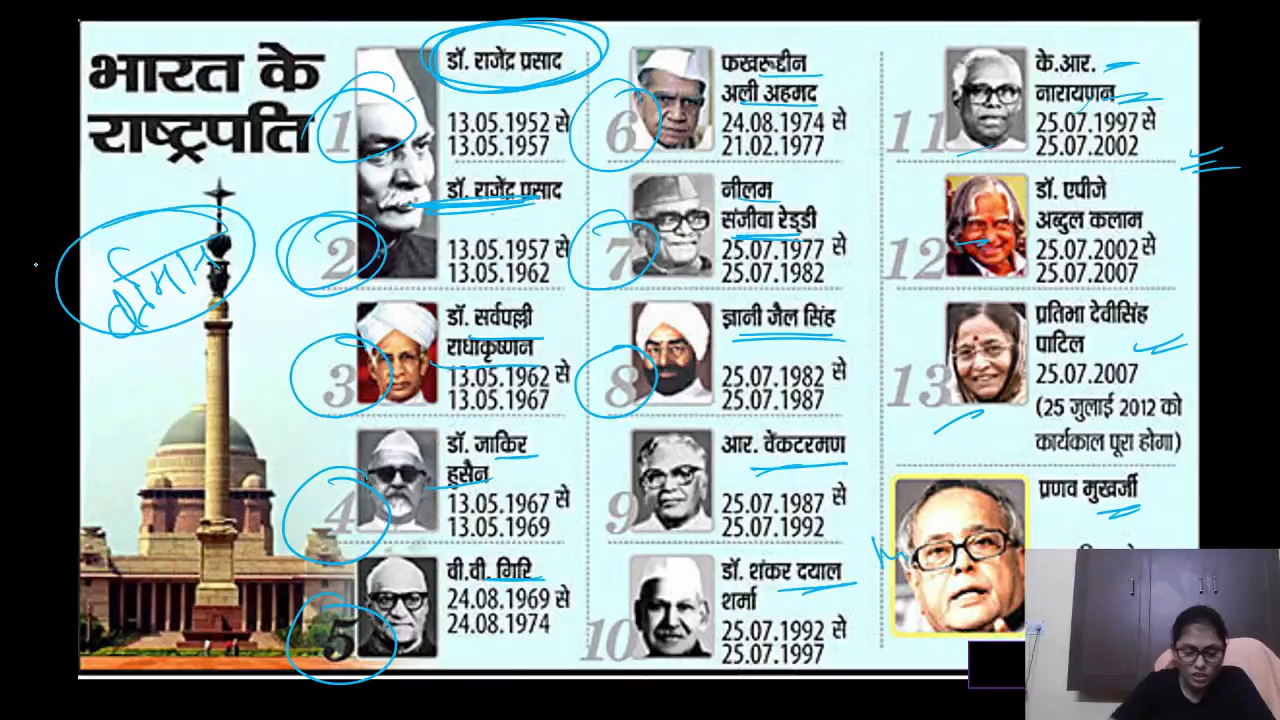 भारत के
राष्ट्रपति
वर्तमान
1
डॉ. राजेंद्र प्रसाद
13.05.1952 से
13.05.1957
2
डॉ. राजेंद्र प्रसाद
13.05.1957 से
13.05.1962
3
डॉ. सर्वपल्ली
राधाकृष्णन
13.05.1962 से
13.05.1967
4
डॉ. जाकिर
हुसैन
13.05.1967 से
13.05.1969
5
वी.वी. गिरि
24.08.1969 से
24.08.1974
6
फखरूद्दीन
अली अहमद
24.08.1974 से
21.02.1977
7
नीलम
संजीवा रेड्डी
25.07.1977 से
25.07.1982
8
ज्ञानी जैल सिंह
25.07.1982 से
25.07.1987
9
आर. वेंकटरमण
25.07.1987 से
25.07.1992
10
डॉ. शंकर दयाल
शर्मा
25.07.1992 से
25.07.1997
11
के.आर.
नारायणन
25.07.1997 से
25.07.2002
12
डॉ. एपीजे
अब्दुल कलाम
25.07.2002 से
25.07.2007
13
प्रतिभा देवीसिंह
पाटिल
25.07.2007
(25 जुलाई 2012 को
कार्यकाल पूरा होगा)
प्रणव मुखर्जी